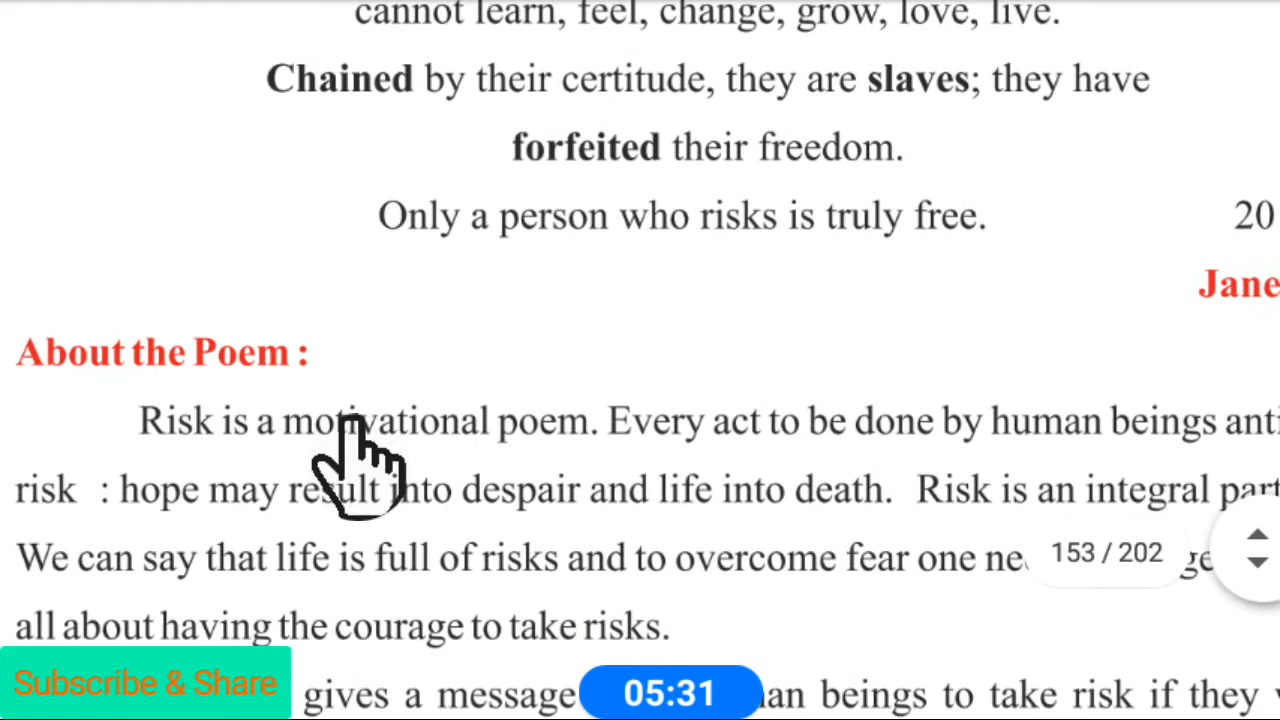 cannot learn, feel, change, grow, love, live.
Chained by their certitude, they are slaves; they have
forfeited their freedom.
Only a person who risks is truly free. 20
Jane
About the Poem :
Risk is a motivational poem. Every act to be done by human beings anti
risk : hope may result into despair and life into death. Risk is an integral part
We can say that life is full of risks and to overcome fear one 153 / 202
all about having the courage to take risks.
Subscribe & Share gives a message 05:31 beings to take risk if they